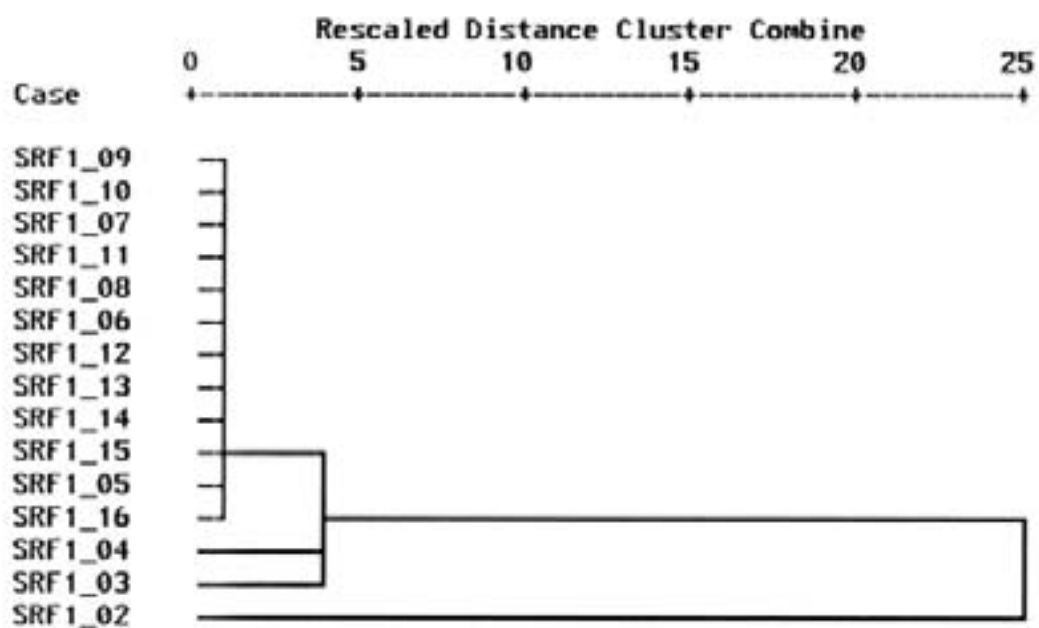 Rescaled Distance Cluster Combine
0 5 10 15 20 25
Case
SRF1_09
SRF1_10
SRF1_07
SRF1_11
SRF1_08
SRF1_06
SRF1_12
SRF1_13
SRF1_14
SRF1_15
SRF1_05
SRF1_16
SRF1_04
SRF1_03
SRF1_02